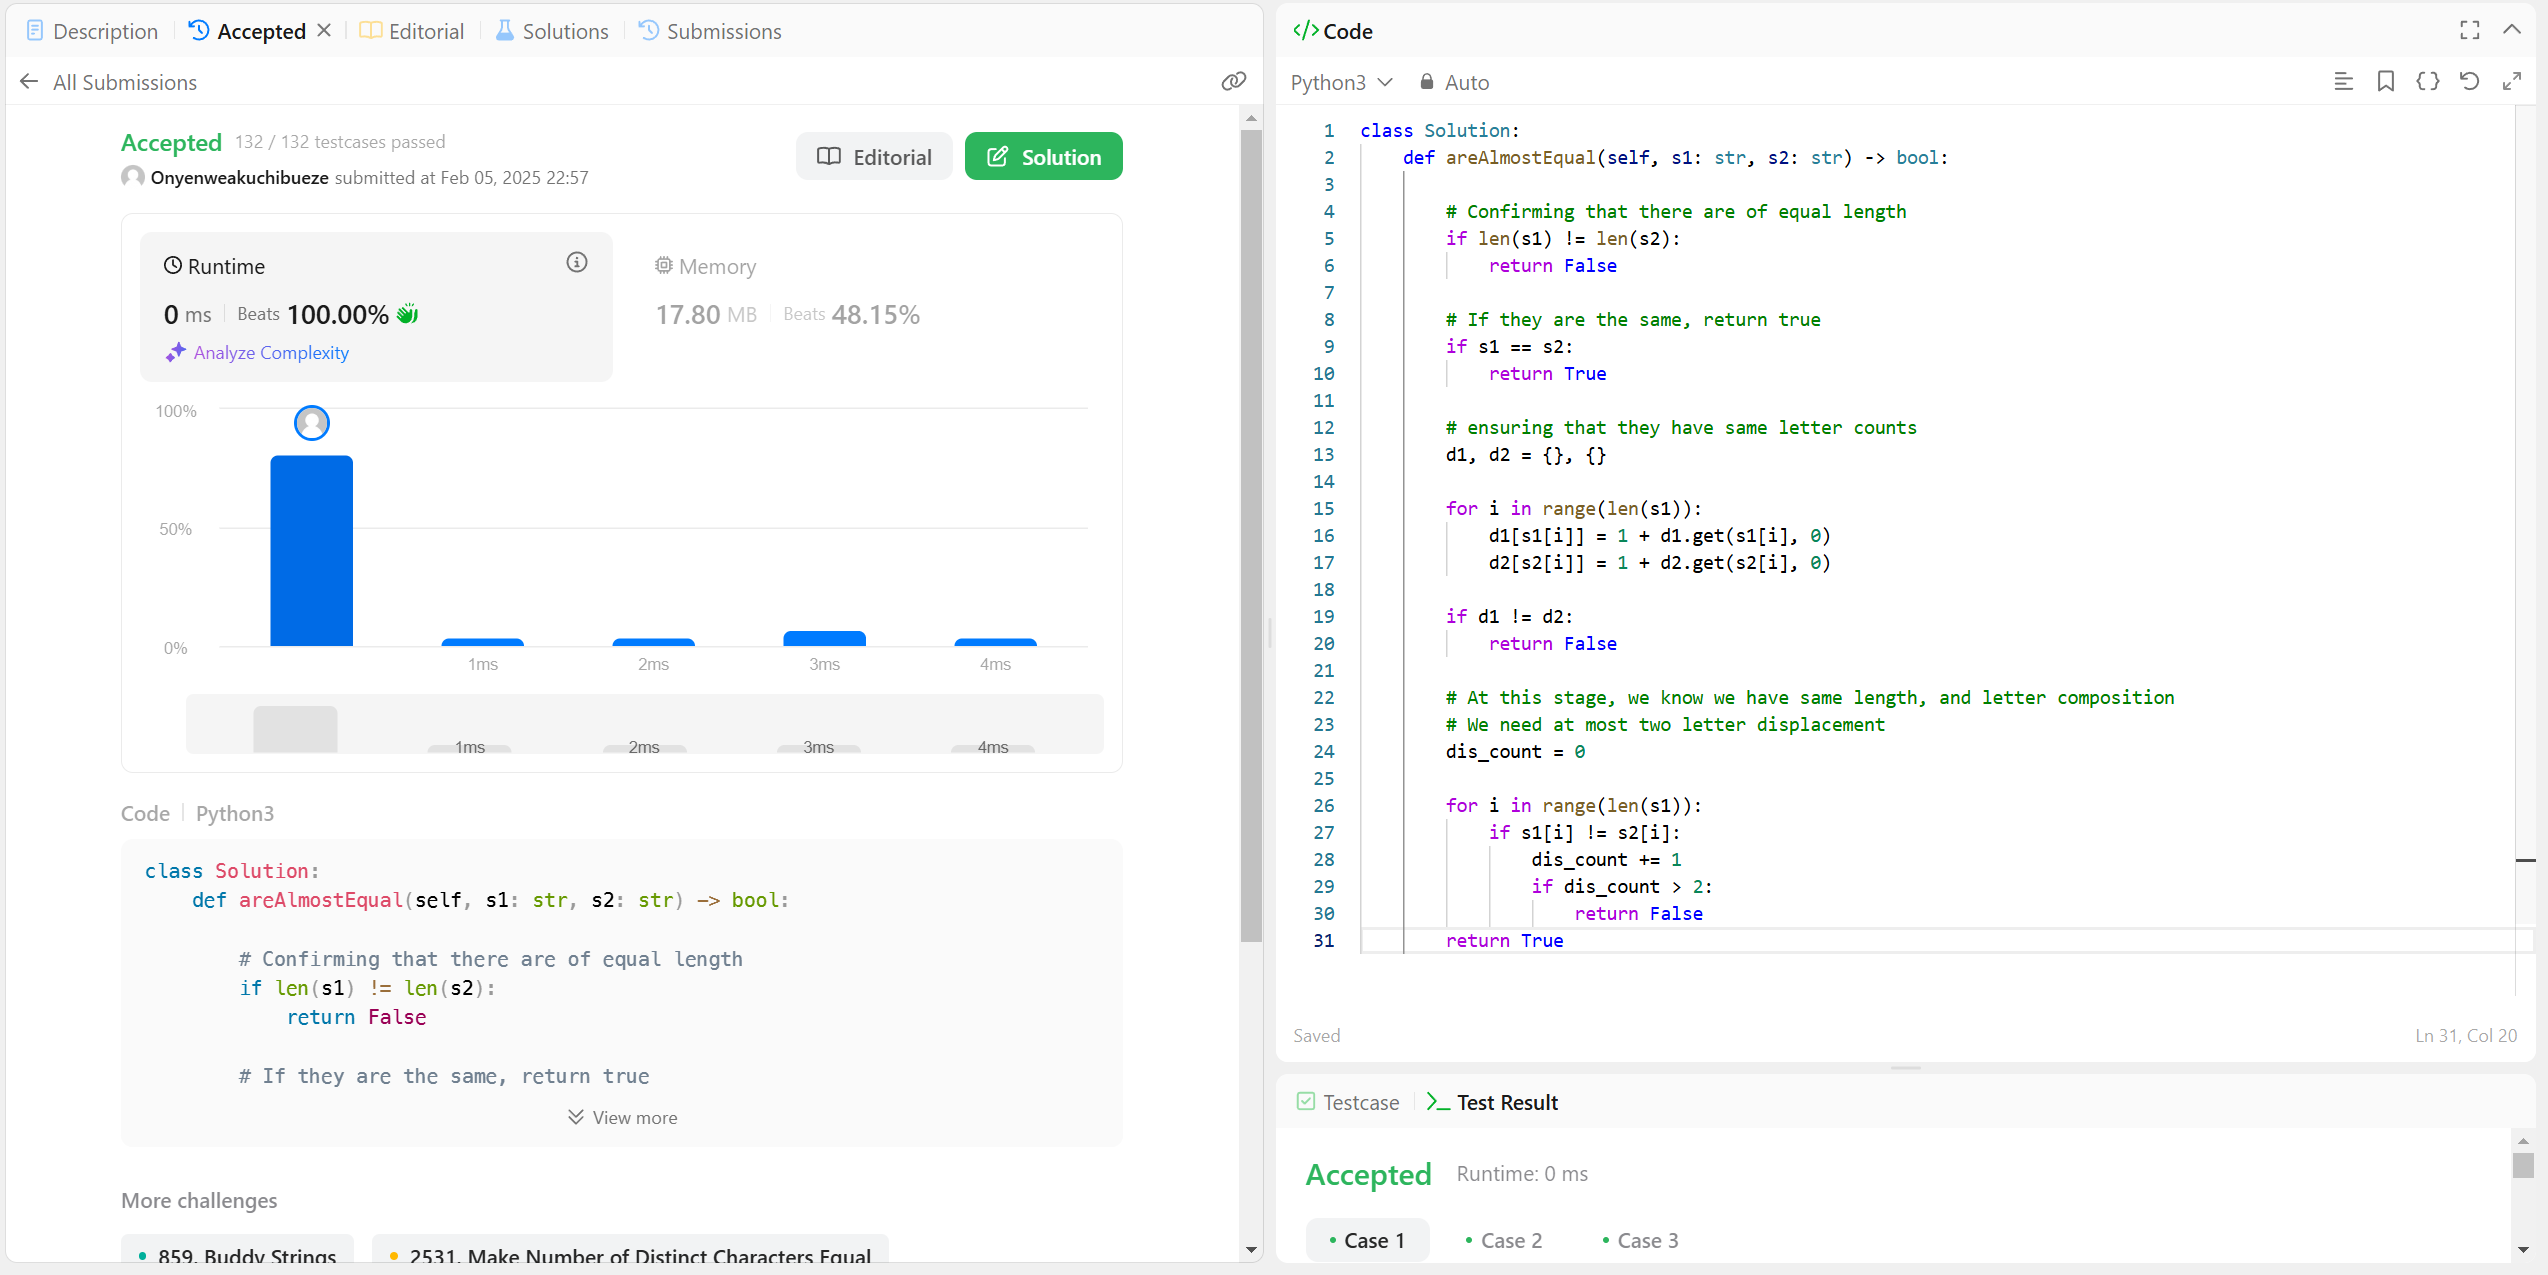 Description
Accepted
Editorial
Solutions
Submissions
All Submissions
Accepted 132 / 132 testcases passed
Onyenweakuchibueze submitted at Feb 05, 2025 22:57
Editorial
Solution
Runtime
0 ms Beats 100.00%
Analyze Complexity
Memory
17.80 MB Beats 48.15%
100%
50%
0%
1ms 2ms 3ms 4ms
1ms 2ms 3ms 4ms
Code Python3
class Solution:
    def areAlmostEqual(self, s1: str, s2: str) -> bool:
        # Confirming that there are of equal length
        if len(s1) != len(s2):
            return False
        # If they are the same, return true
View more
More challenges
859. Buddy Strings
2531. Make Number of Distinct Characters Equal
</> Code
Python3 Auto
1 class Solution:
2     def areAlmostEqual(self, s1: str, s2: str) -> bool:
3
4         # Confirming that there are of equal length
5         if len(s1) != len(s2):
6             return False
7
8         # If they are the same, return true
9         if s1 == s2:
10             return True
11
12         # ensuring that they have same letter counts
13         d1, d2 = {}, {}
14
15         for i in range(len(s1)):
16             d1[s1[i]] = 1 + d1.get(s1[i], 0)
17             d2[s2[i]] = 1 + d2.get(s2[i], 0)
18
19         if d1 != d2:
20             return False
21
22         # At this stage, we know we have same length, and letter composition
23         # We need at most two letter displacement
24         dis_count = 0
25
26         for i in range(len(s1)):
27             if s1[i] != s2[i]:
28                 dis_count += 1
29                 if dis_count > 2:
30                     return False
31         return True
Saved
Ln 31, Col 20
Testcase
Test Result
Accepted Runtime: 0 ms
Case 1
Case 2
Case 3